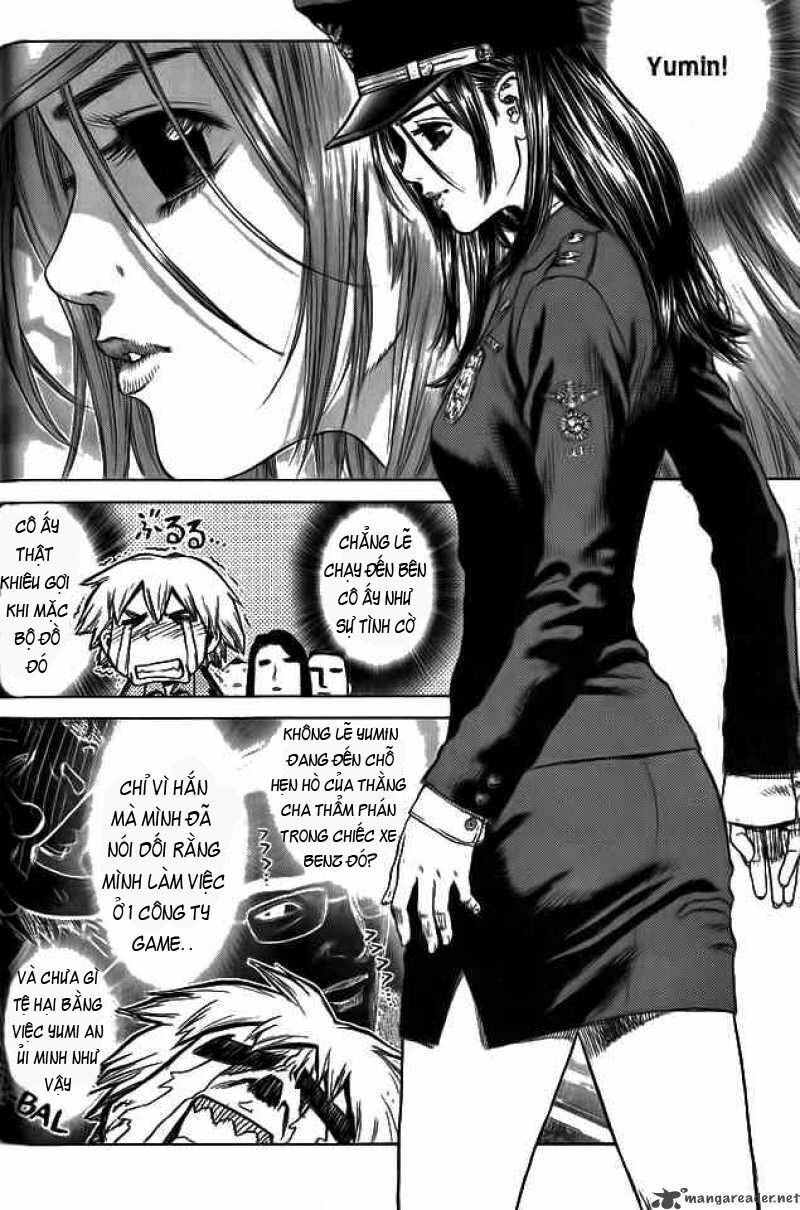 Yumin!
CHẲNG LẼ
CHẠY ĐẾN BÊN
CÔ ẤY NHƯ
SỰ TÌNH CỜ
ぶるる...
CÔ ẤY
THẬT
KHIÊU GỢI
KHI MẶC
BỘ ĐỒ
ĐÓ
KHÔNG LẼ YUMIN
ĐANG ĐẾN CHỖ
HẸN HÒ CỦA THẰNG
CHA THẨM PHÁN
TRONG CHIẾC XE
BENZ ĐÓ?
CHỈ VÌ HẮN
MÀ MÌNH ĐÃ
NÓI DỐI RẰNG
MÌNH LÀM VIỆC
Ở 1 CÔNG TY
GAME..
VÀ CHƯA GÌ
TỆ HẠI BẰNG
VIỆC YUMI AN
ỦI MINH NHƯ
VẬY
BAL
mangareader.net